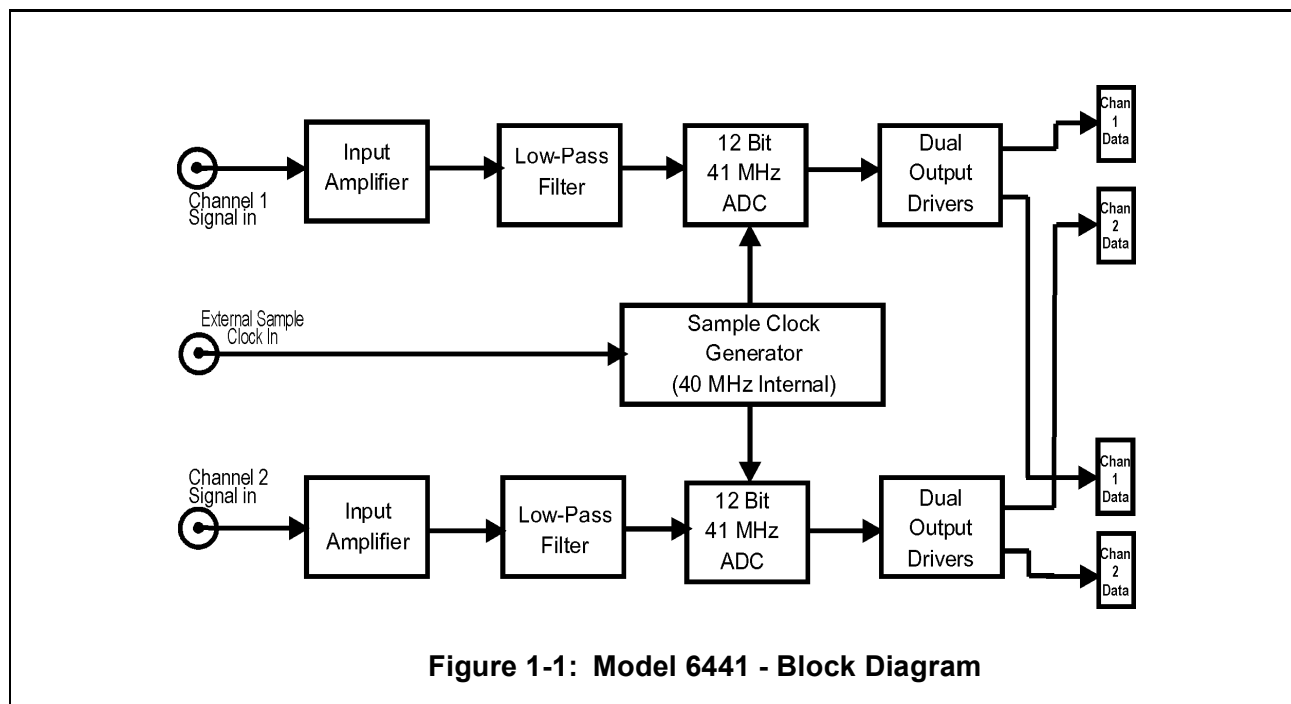 Input
Amplifier
Low-Pass
Filter
12 Bit
41 MHz
ADC
Dual
Output
Drivers
Chan
1
Data
Channel 1
Signal in
Chan
2
Data
External Sample
Clock In
Sample Clock
Generator
(40 MHz Internal)
Channel 2
Signal in
Input
Amplifier
Low-Pass
Filter
12 Bit
41 MHz
ADC
Dual
Output
Drivers
Chan
1
Data
Chan
2
Data
Figure 1-1: Model 6441 - Block Diagram